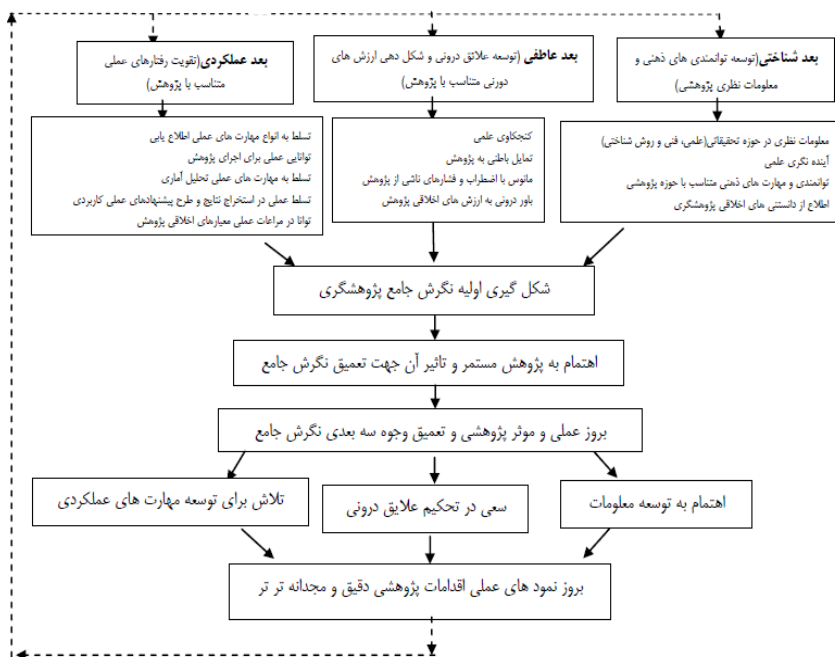 بعد شناختی(توسعه توانمندی های ذهنی و
معلومات نظری پژوهشی)
بعد عاطفی (توسعه علائق درونی و شکل دهی ارزش های
دورنی متناسب با پژوهش)
بعد عملکردی(تقویت رفتارهای عملی
متناسب با پژوهش)
معلومات نظری در حوزه تحقیقاتی(علمی، فنی و روش شناختی)
آینده نگری علمی
توانمندی و مهارت های ذهنی متناسب با حوزه پژوهشی
اطلاع از دانستنی های اخلاقی پژوهشگری
کنجکاوی علمی
تمایل باطنی به پژوهش
مانوس با اضطراب و فشارهای ناشی از پژوهش
باور درونی به ارزش های اخلاقی پژوهش
تسلط به انواع مهارت های عملی اطلاع یابی
توانایی عملی برای اجرای پژوهش
تسلط به مهارت های عملی تحلیل آماری
تسلط عملی در استخراج نتایج و طرح پیشنهادهای عملی کاربردی
توانا در مراعات عملی معیارهای اخلاقی پژوهش
شکل گیری اولیه نگرش جامع پژوهشگری
اهتمام به پژوهش مستمر و تاثیر آن جهت تعمیق نگرش جامع
بروز عملی و موثر پژوهشی و تعمیق وجوه سه بعدی نگرش جامع
اهتمام به توسعه معلومات
سعی در تحکیم علایق درونی
تلاش برای توسعه مهارت های عملکردی
بروز نمود های عملی اقدامات پژوهشی دقیق و مجدانه تر تر